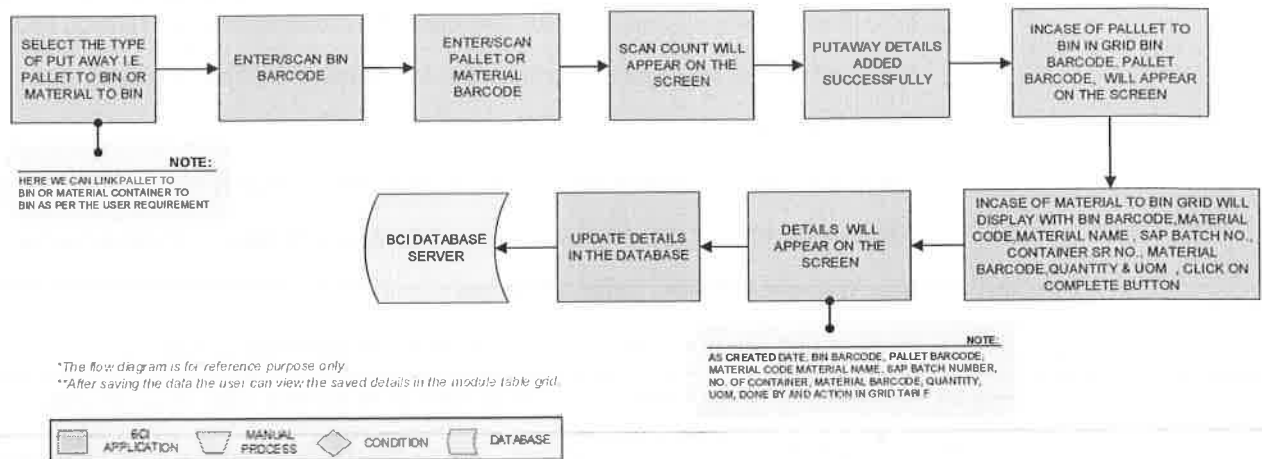 SELECT THE TYPE
OF PUT AWAY I.E.
PALLET TO BIN OR
MATERIAL TO BIN
ENTER/SCAN BIN
BARCODE
ENTER/SCAN
PALLET OR
MATERIAL
BARCODE
SCAN COUNT WILL
APPEAR ON THE
SCREEN
PUTAWAY DETAILS
ADDED
SUCCESSFULLY
INCASE OF PALLLET TO
BIN IN GRID BIN
BARCODE, PALLET
BARCODE, WILL APPEAR
ON THE SCREEN
NOTE:
HERE WE CAN LINK PALLET TO
BIN OR MATERIAL CONTAINER TO
BIN AS PER THE USER REQUIREMENT
INCASE OF MATERIAL TO BIN GRID WILL
DISPLAY WITH BIN BARCODE,MATERIAL
CODE,MATERIAL NAME , SAP BATCH NO.,
CONTAINER SR NO., MATERIAL
BARCODE,QUANTITY & UOM , CLICK ON
COMPLETE BUTTON
DETAILS WILL
APPEAR ON THE
SCREEN
UPDATE DETAILS
IN THE DATABASE
BCI DATABASE
SERVER
NOTE:
AS CREATED DATE, BIN BARCODE, PALLET BARCODE,
MATERIAL CODE MATERIAL NAME, SAP BATCH NUMBER,
NO. OF CONTAINER, MATERIAL BARCODE, QUANTITY,
UOM, DONE BY AND ACTION IN GRID TABLE
*The flow diagram is for reference purpose only.
**After saving the data the user can view the saved details in the module table grid.
BCI
APPLICATION
MANUAL
PROCESS
CONDITION
DATABASE